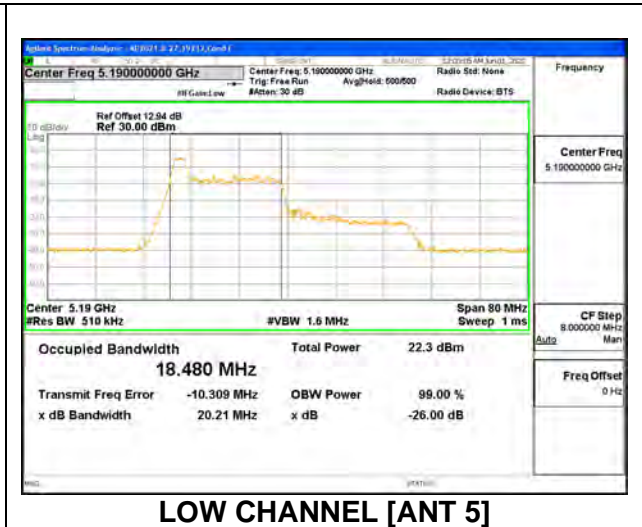 Center Freq 5.190000000 GHz
Center Freq: 5.190000000 GHz
Trig: Free Run Avg|Hold: 500/500
#IFGain:Low #Atten: 30 dB
Radio Std: None
Radio Device: BTS
Frequency
Ref Offset 12.94 dB
10 dB/div Ref 30.00 dBm
Log
Center Freq
5.190000000 GHz
Center 5.19 GHz Span 80 MHz
#Res BW 510 kHz #VBW 1.6 MHz Sweep 1 ms
CF Step
8.000000 MHz
Auto Man
Occupied Bandwidth Total Power 22.3 dBm
18.480 MHz
Freq Offset
0 Hz
Transmit Freq Error -10.309 MHz OBW Power 99.00 %
x dB Bandwidth 20.21 MHz x dB -26.00 dB
MSG STATUS
LOW CHANNEL [ANT 5]